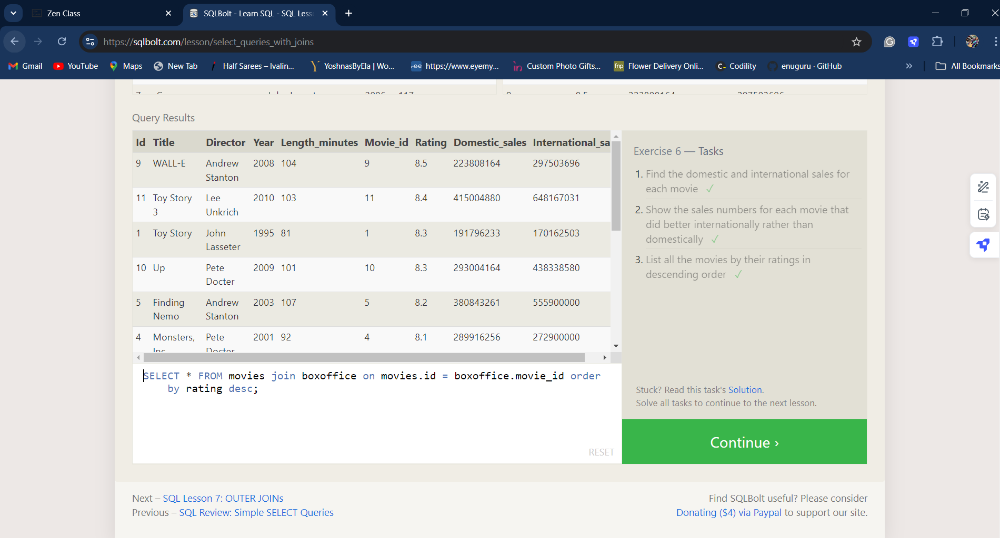 Zen Class
SQLBolt - Learn SQL - SQL Less
https://sqlbolt.com/lesson/select_queries_with_joins
Gmail YouTube Maps New Tab Half Sarees – Ivalin... YoshnasByEla | Wo... https://www.eyemy... Custom Photo Gifts... fnp Flower Delivery Onli... Codility enuguru · GitHub » All Bookmarks
Query Results
Id Title Director Year Length_minutes Movie_id Rating Domestic_sales International_sa
9 WALL-E Andrew Stanton 2008 104 9 8.5 223808164 297503696
11 Toy Story 3 Lee Unkrich 2010 103 11 8.4 415004880 648167031
1 Toy Story John Lasseter 1995 81 1 8.3 191796233 170162503
10 Up Pete Docter 2009 101 10 8.3 293004164 438338580
5 Finding Nemo Andrew Stanton 2003 107 5 8.2 380843261 555900000
4 Monsters, Inc. Pete Docter 2001 92 4 8.1 289916256 272900000
SELECT * FROM movies join boxoffice on movies.id = boxoffice.movie_id order
by rating desc;
RESET
Exercise 6 — Tasks
1. Find the domestic and international sales for
each movie ✓
2. Show the sales numbers for each movie that
did better internationally rather than
domestically ✓
3. List all the movies by their ratings in
descending order ✓
Stuck? Read this task's Solution.
Solve all tasks to continue to the next lesson.
Continue ›
Next – SQL Lesson 7: OUTER JOINs
Previous – SQL Review: Simple SELECT Queries
Find SQLBolt useful? Please consider
Donating ($4) via Paypal to support our site.